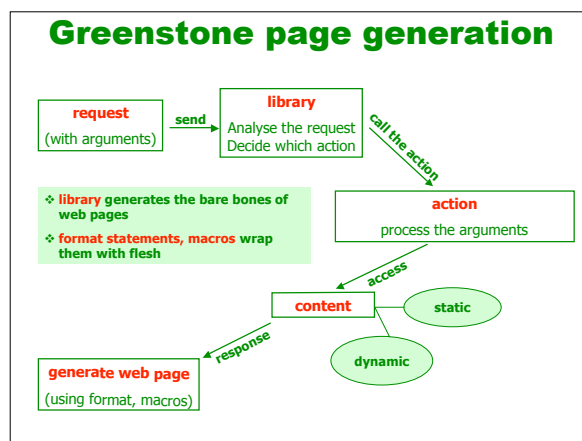 Greenstone page generation
request
(with arguments)
send
library
Analyse the request
Decide which action
call the action
action
process the arguments
❖ library generates the bare bones of
web pages
❖ format statements, macros wrap
them with flesh
access
content
static
dynamic
response
generate web page
(using format, macros)